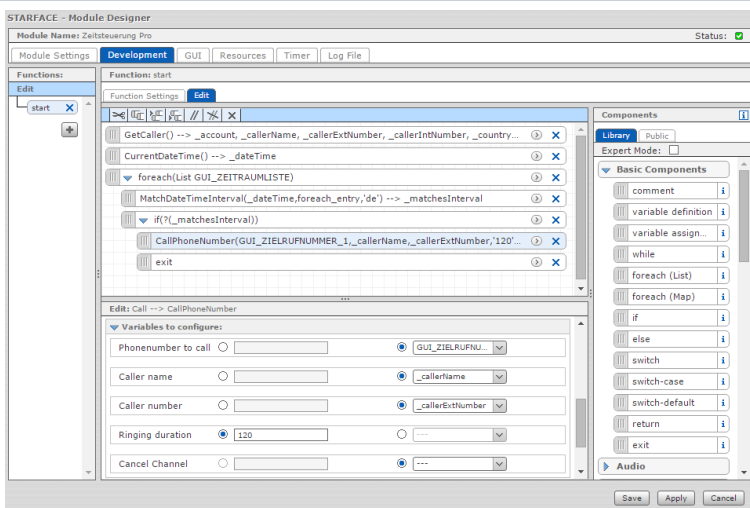 STARFACE - Module Designer
Module Name: Zeitsteuerung Pro Status:
Module Settings Development GUI Resources Timer Log File
Functions:
Edit
start X
Function: start
Function Settings Edit
GetCaller() --> _account, _callerName, _callerExtNumber, _callerIntNumber, _country...
CurrentDateTime() --> _dateTime
foreach(List GUI_ZEITRAUMLISTE)
MatchDateTimeInterval(_dateTime,foreach_entry,'de') --> _matchesInterval
if(?(_matchesInterval))
CallPhoneNumber(GUI_ZIELRUFNUMMER_1,_callerName,_callerExtNumber,'120'...
exit
Edit: Call --> CallPhoneNumber
Variables to configure:
Phonenumber to call GUI_ZIELRUFNU...
Caller name _callerName
Caller number _callerExtNumber
Ringing duration 120 ---
Cancel Channel ---
Components i
Library Public
Expert Mode:
Basic Components
comment i
variable definition i
variable assign... i
while i
foreach (List) i
foreach (Map) i
if i
else i
switch i
switch-case i
switch-default i
return i
exit i
Audio
Save Apply Cancel